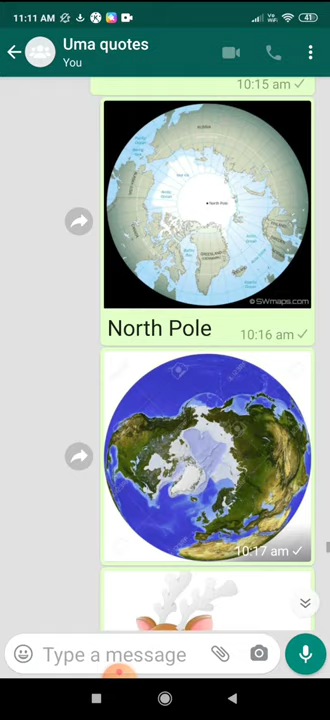 11:11 AM
41
Uma quotes
You
10:15 am
North Pole
© SWmaps.com
North Pole
10:16 am
10:17 am
Type a message